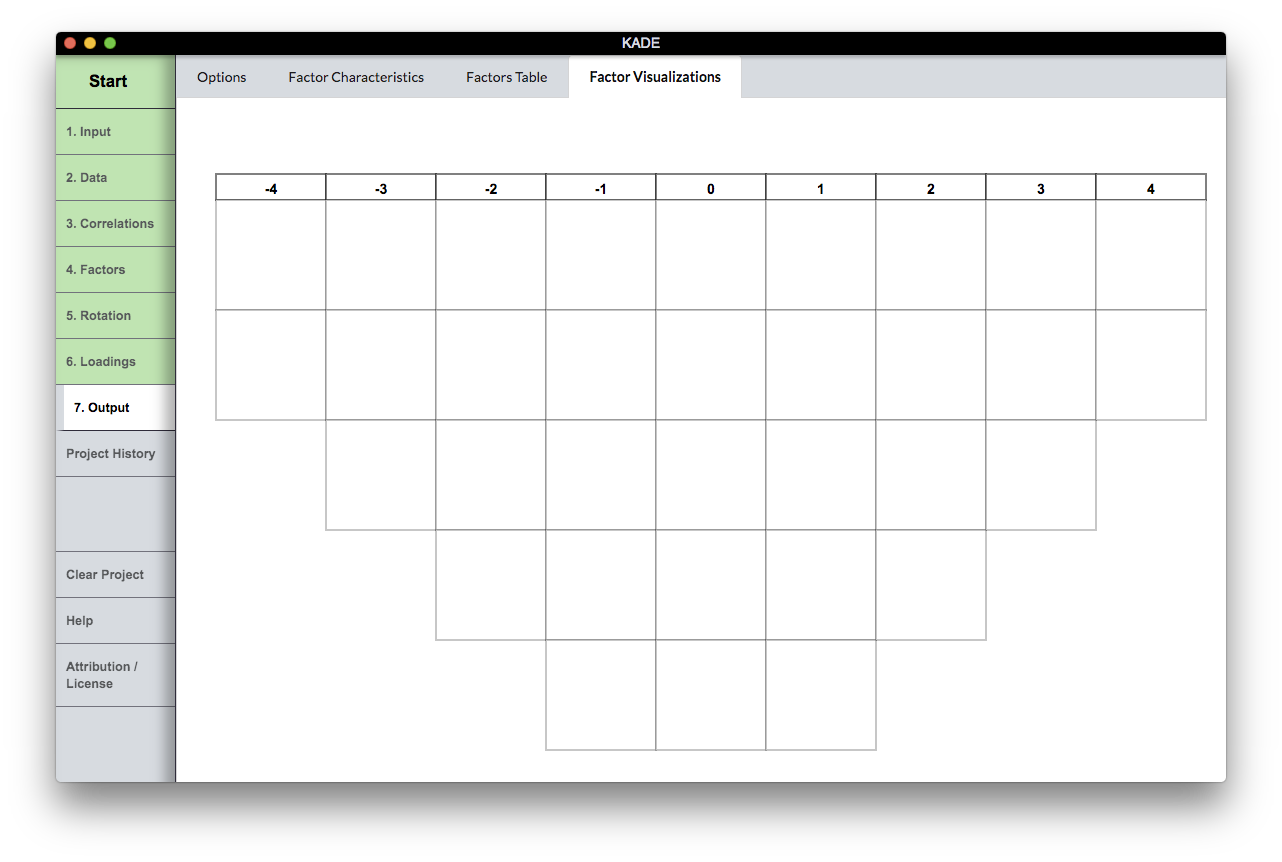 KADE
Start
Options Factor Characteristics Factors Table Factor Visualizations
1. Input
2. Data
3. Correlations
4. Factors
5. Rotation
6. Loadings
7. Output
Project History
Clear Project
Help
Attribution /
License
-4 -3 -2 -1 0 1 2 3 4